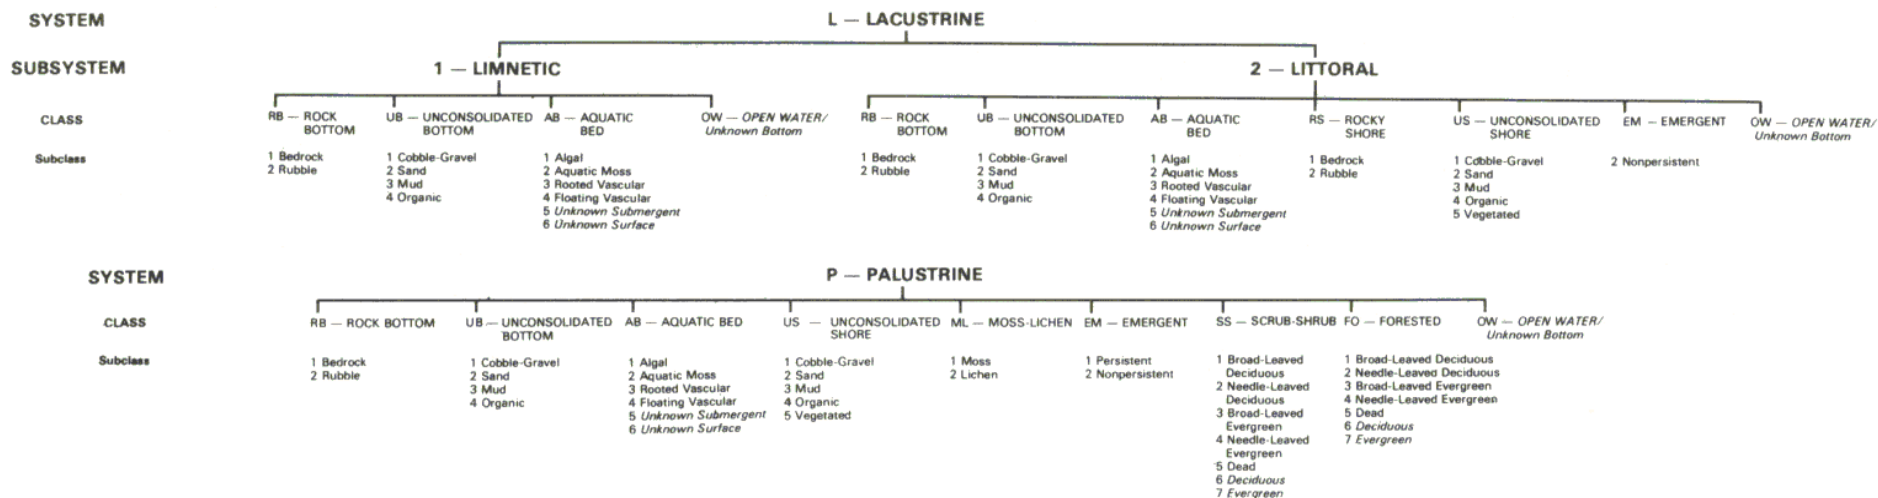 SYSTEM
L — LACUSTRINE
SUBSYSTEM
1 — LIMNETIC
2 — LITTORAL
CLASS
RB — ROCK
BOTTOM
UB — UNCONSOLIDATED
BOTTOM
AB — AQUATIC
BED
OW — OPEN WATER/
Unknown Bottom
RB — ROCK
BOTTOM
UB — UNCONSOLIDATED
BOTTOM
AB — AQUATIC
BED
RS — ROCKY
SHORE
US — UNCONSOLIDATED
SHORE
EM — EMERGENT
OW — OPEN WATER/
Unknown Bottom
Subclass
1 Bedrock
2 Rubble
1 Cobble-Gravel
2 Sand
3 Mud
4 Organic
1 Algal
2 Aquatic Moss
3 Rooted Vascular
4 Floating Vascular
5 Unknown Submergent
6 Unknown Surface
1 Bedrock
2 Rubble
1 Cobble-Gravel
2 Sand
3 Mud
4 Organic
1 Algal
2 Aquatic Moss
3 Rooted Vascular
4 Floating Vascular
5 Unknown Submergent
6 Unknown Surface
1 Bedrock
2 Rubble
1 Cobble-Gravel
2 Sand
3 Mud
4 Organic
5 Vegetated
2 Nonpersistent
SYSTEM
P — PALUSTRINE
CLASS
RB — ROCK BOTTOM
UB — UNCONSOLIDATED
BOTTOM
AB — AQUATIC BED
US — UNCONSOLIDATED
SHORE
ML — MOSS-LICHEN
EM — EMERGENT
SS — SCRUB-SHRUB
FO — FORESTED
OW — OPEN WATER/
Unknown Bottom
Subclass
1 Bedrock
2 Rubble
1 Cobble-Gravel
2 Sand
3 Mud
4 Organic
1 Algal
2 Aquatic Moss
3 Rooted Vascular
4 Floating Vascular
5 Unknown Submergent
6 Unknown Surface
1 Cobble-Gravel
2 Sand
3 Mud
4 Organic
5 Vegetated
1 Moss
2 Lichen
1 Persistent
2 Nonpersistent
1 Broad-Leaved
Deciduous
2 Needle-Leaved
Deciduous
3 Broad-Leaved
Evergreen
4 Needle-Leaved
Evergreen
5 Dead
6 Deciduous
7 Evergreen
1 Broad-Leaved Deciduous
2 Needle-Leaved Deciduous
3 Broad-Leaved Evergreen
4 Needle-Leaved Evergreen
5 Dead
6 Deciduous
7 Evergreen